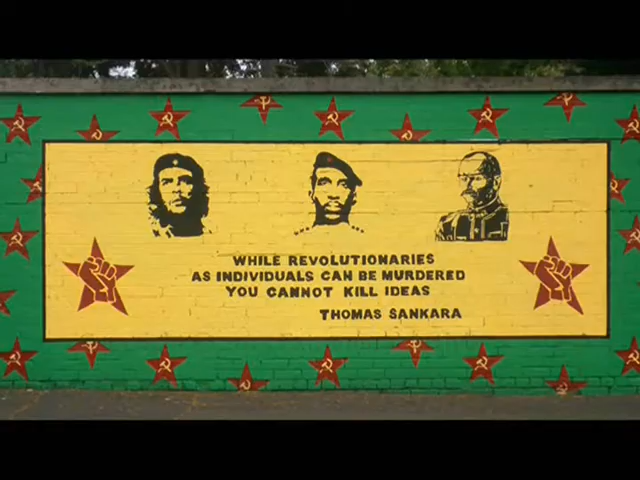 WHILE REVOLUTIONARIES
AS INDIVIDUALS CAN BE MURDERED
YOU CANNOT KILL IDEAS
THOMAS SANKARA